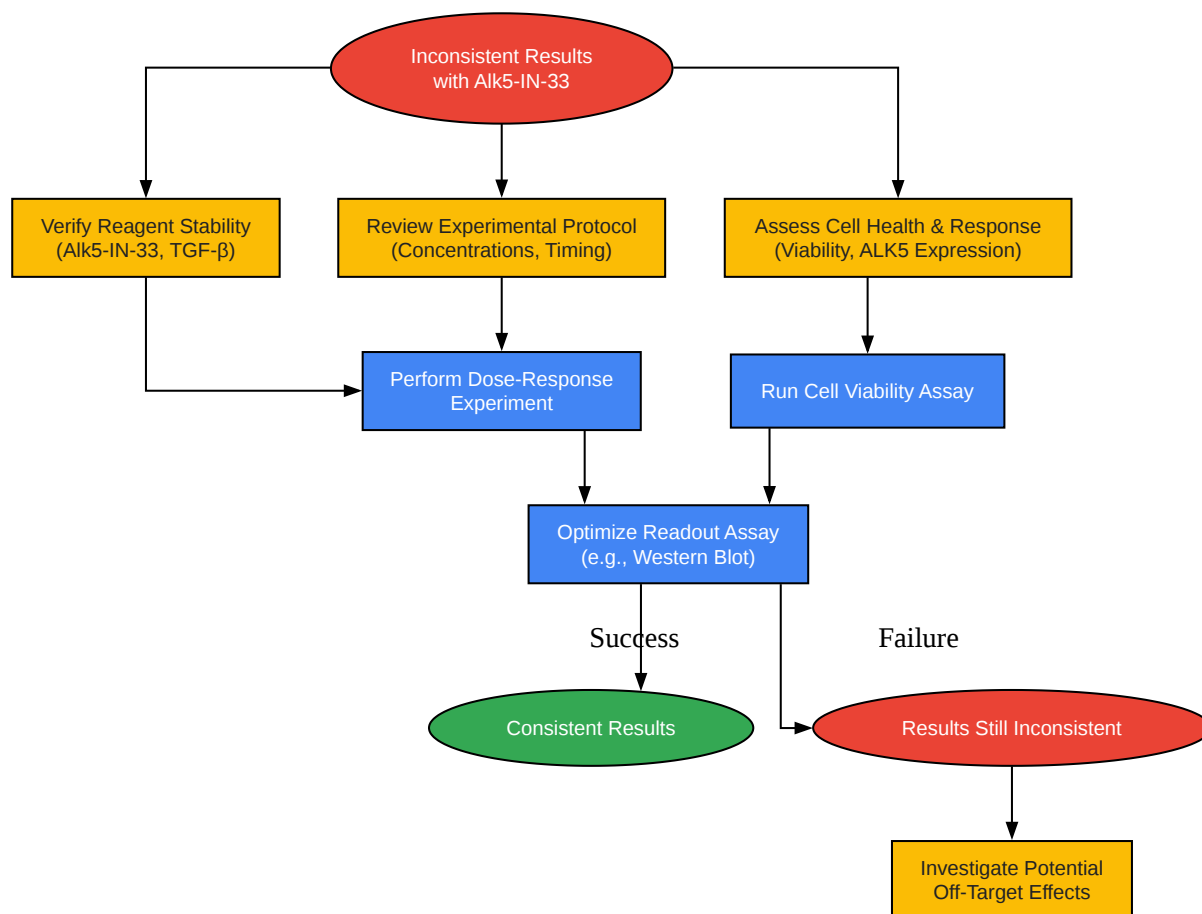 Inconsistent Results
with Alk5-IN-33
Verify Reagent Stability
(Alk5-IN-33, TGF-β)
Review Experimental Protocol
(Concentrations, Timing)
Assess Cell Health & Response
(Viability, ALK5 Expression)
Perform Dose-Response
Experiment
Run Cell Viability Assay
Optimize Readout Assay
(e.g., Western Blot)
Success
Failure
Consistent Results
Results Still Inconsistent
Investigate Potential
Off-Target Effects